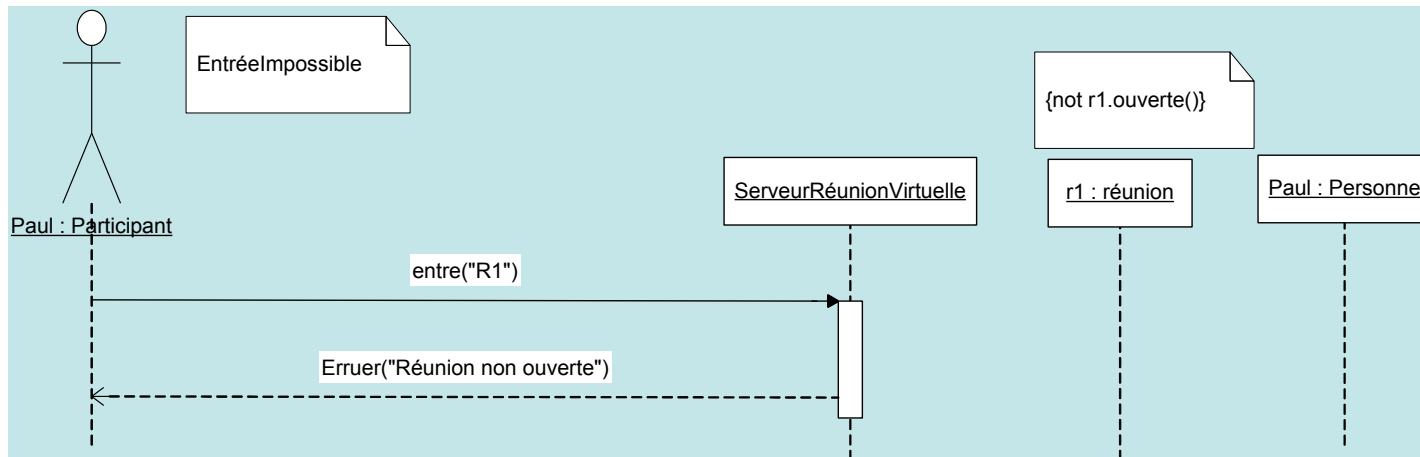 EntréeImpossible
{not r1.ouverte()}
ServeurRéunionVirtuelle
r1 : réunion
Paul : Personne
Paul : Participant
entre("R1")
Erruer("Réunion non ouverte")